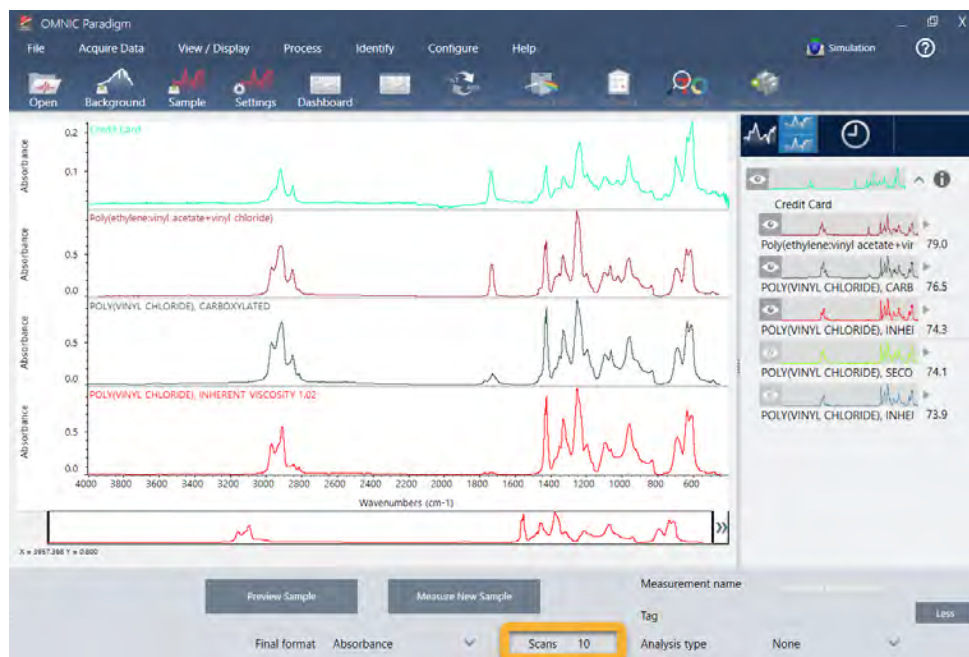 OMNIC Paradigm
File Acquire Data View / Display Process Identify Configure Help Simulation
Open Background Sample Settings Dashboard
Credit Card
0.2
0.1
Absorbance
Poly(ethylene:vinyl acetate+vinyl chloride)
0.5
0.0
Absorbance
POLY(VINYL CHLORIDE), CARBOXYLATED
0.5
0.0
Absorbance
POLY(VINYL CHLORIDE), INHERENT VISCOSITY 1.02
0.5
0.0
Absorbance
4000 3800 3600 3400 3200 3000 2800 2600 2400 2200 2000 1800 1600 1400 1200 1000 800 600
Wavenumbers (cm-1)
X = 3957.368 Y = 0.800
Credit Card
Poly(ethylene:vinyl acetate+vir 79.0
POLY(VINYL CHLORIDE), CARB 76.5
POLY(VINYL CHLORIDE), INHEI 74.3
POLY(VINYL CHLORIDE), SECO 74.1
POLY(VINYL CHLORIDE), INHEI 73.9
Preview Sample Measure New Sample Measurement name
Tag Less
Final format Absorbance Scans 10 Analysis type None